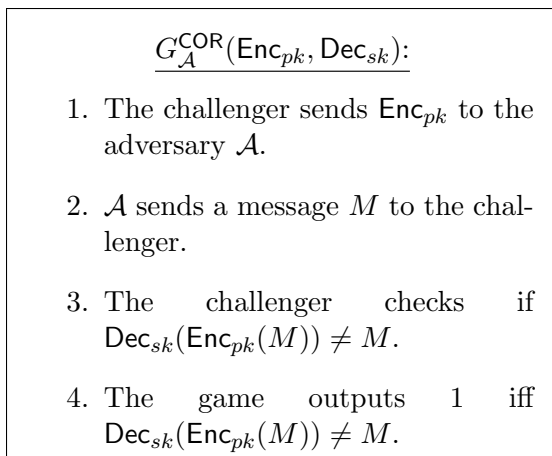 G_𝒜^COR(Enc_pk, Dec_sk):
1. The challenger sends Enc_pk to the
adversary 𝒜.
2. 𝒜 sends a message M to the chal-
lenger.
3. The challenger checks if
Dec_sk(Enc_pk(M)) ≠ M.
4. The game outputs 1 iff
Dec_sk(Enc_pk(M)) ≠ M.